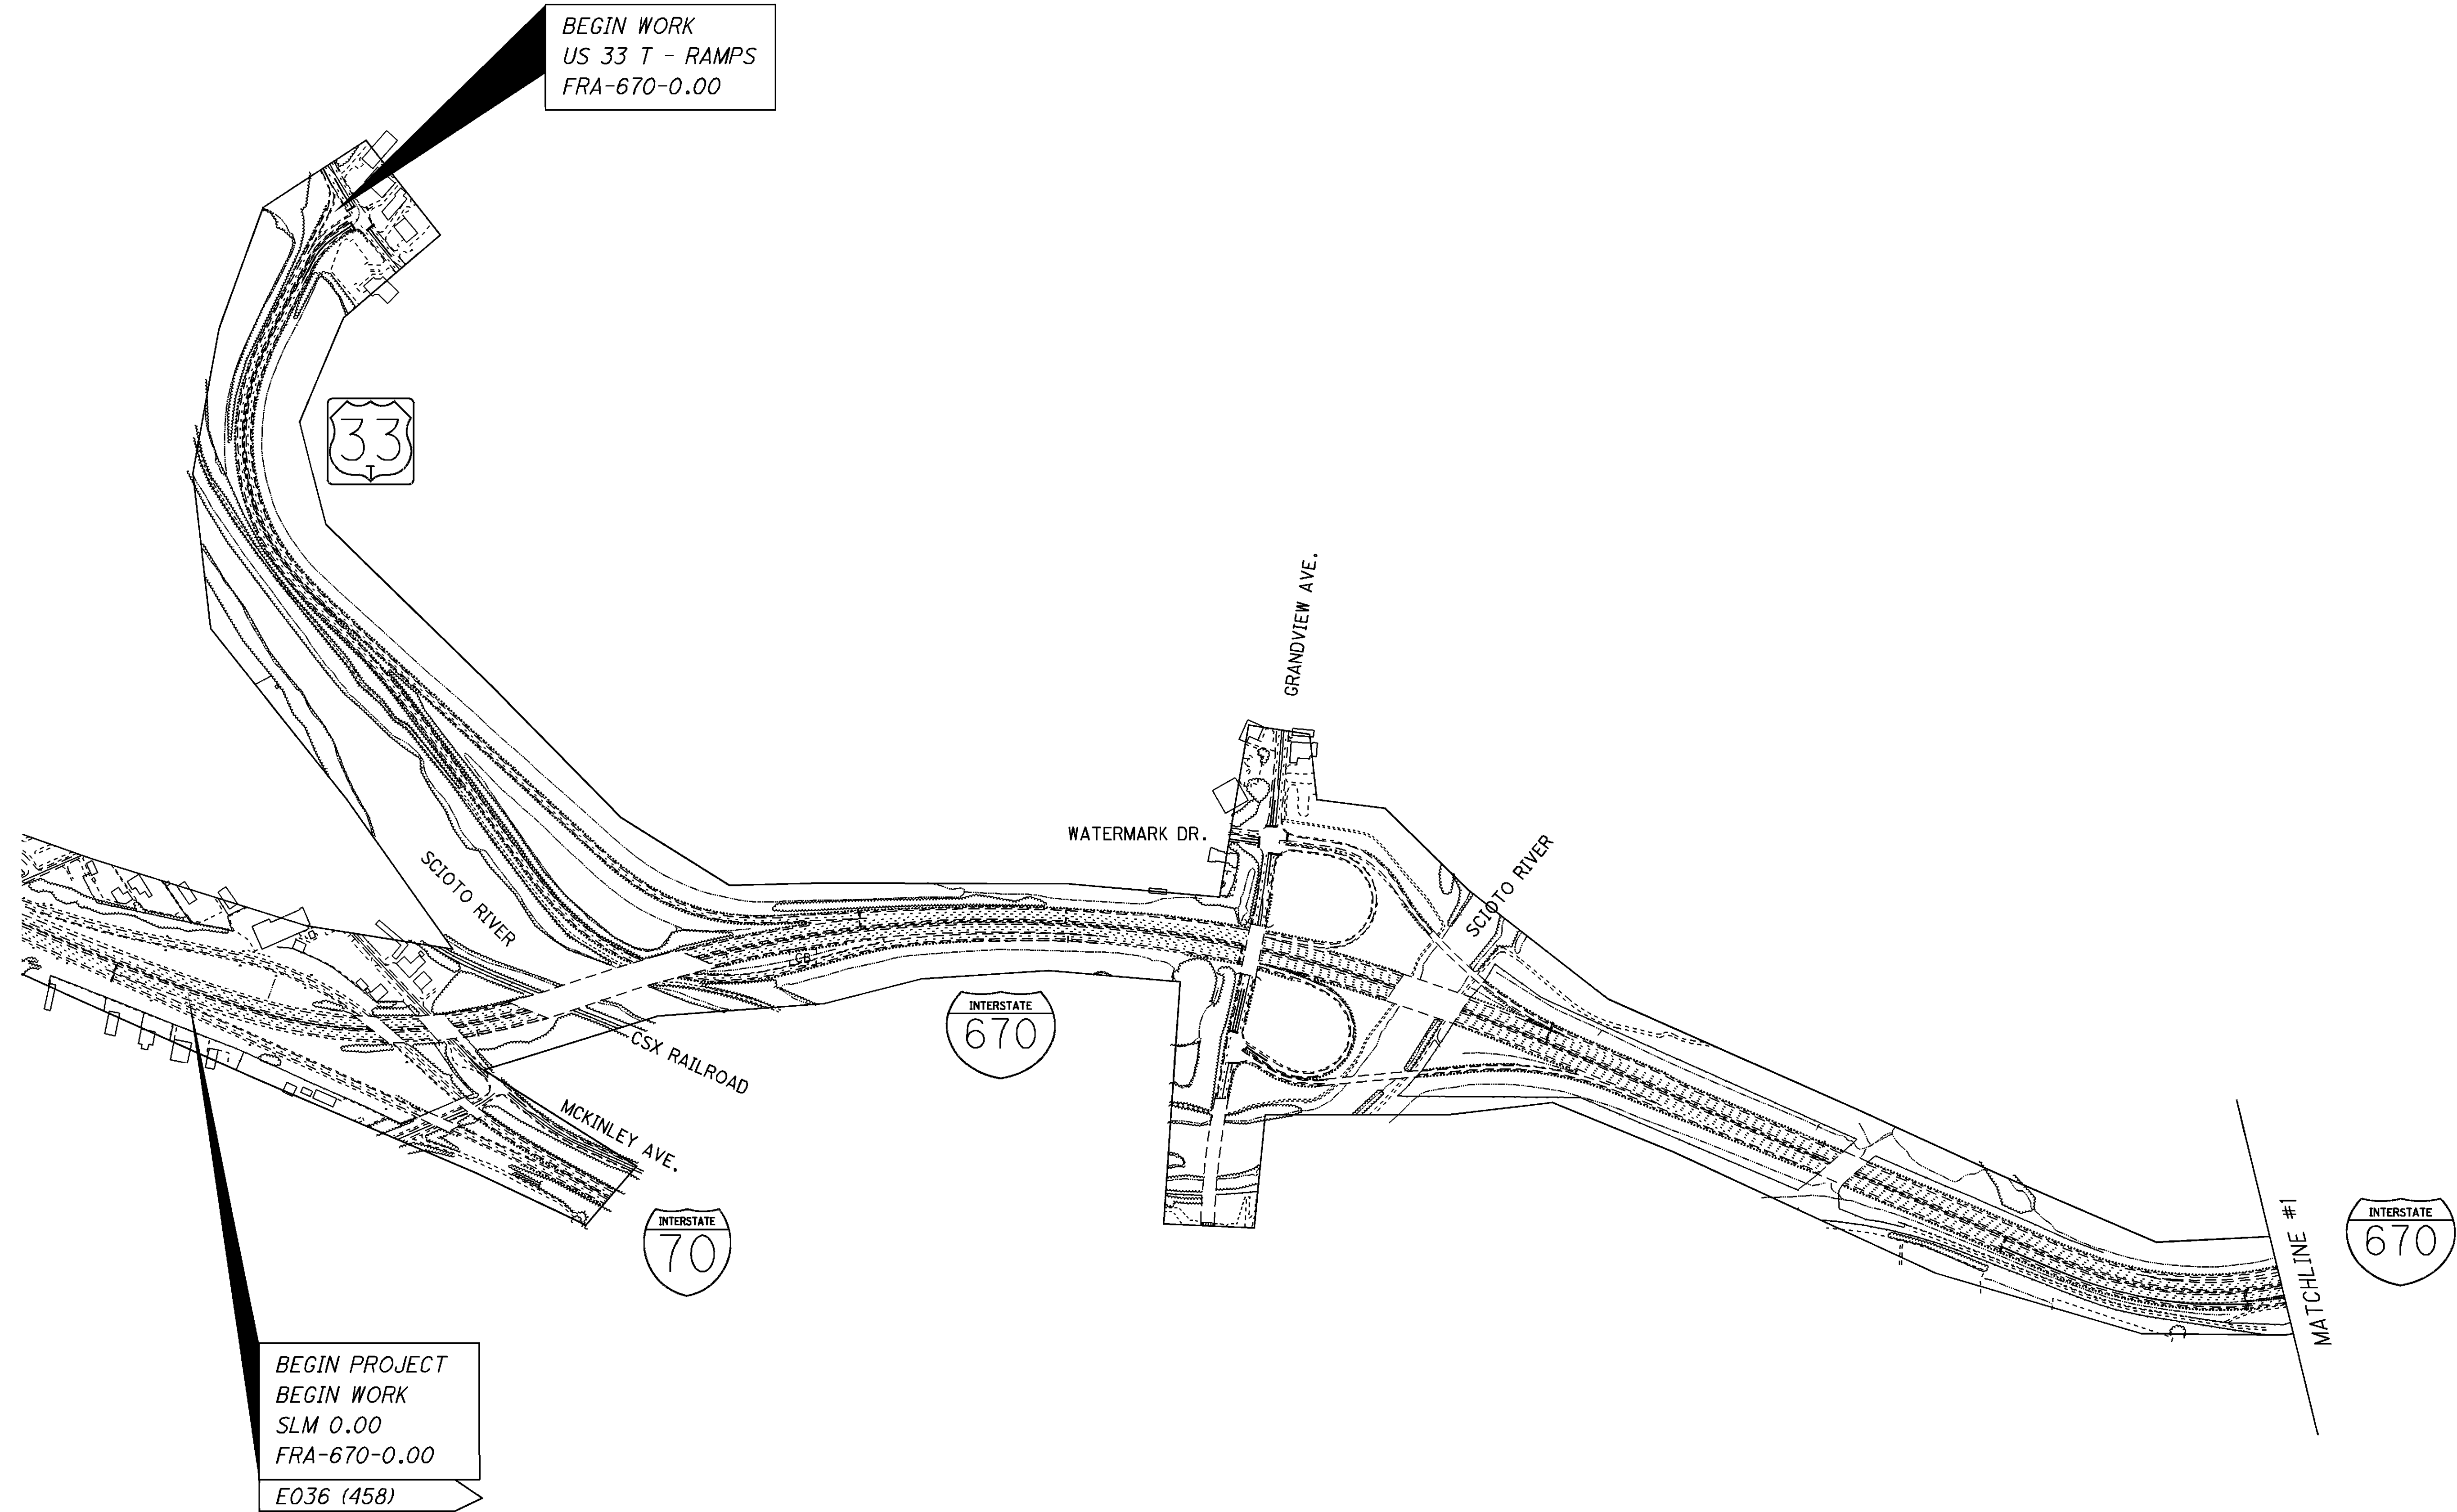 BEGIN WORK
US 33 T - RAMPS
FRA-670-0.00
33
T
GRANDVIEW AVE.
WATERMARK DR.
SCIOTO RIVER
SCIOTO RIVER
CSX RAILROAD
MCKINLEY AVE.
INTERSTATE
670
INTERSTATE
70
INTERSTATE
670
MATCHLINE #1
BEGIN PROJECT
BEGIN WORK
SLM 0.00
FRA-670-0.00
E036 (458)